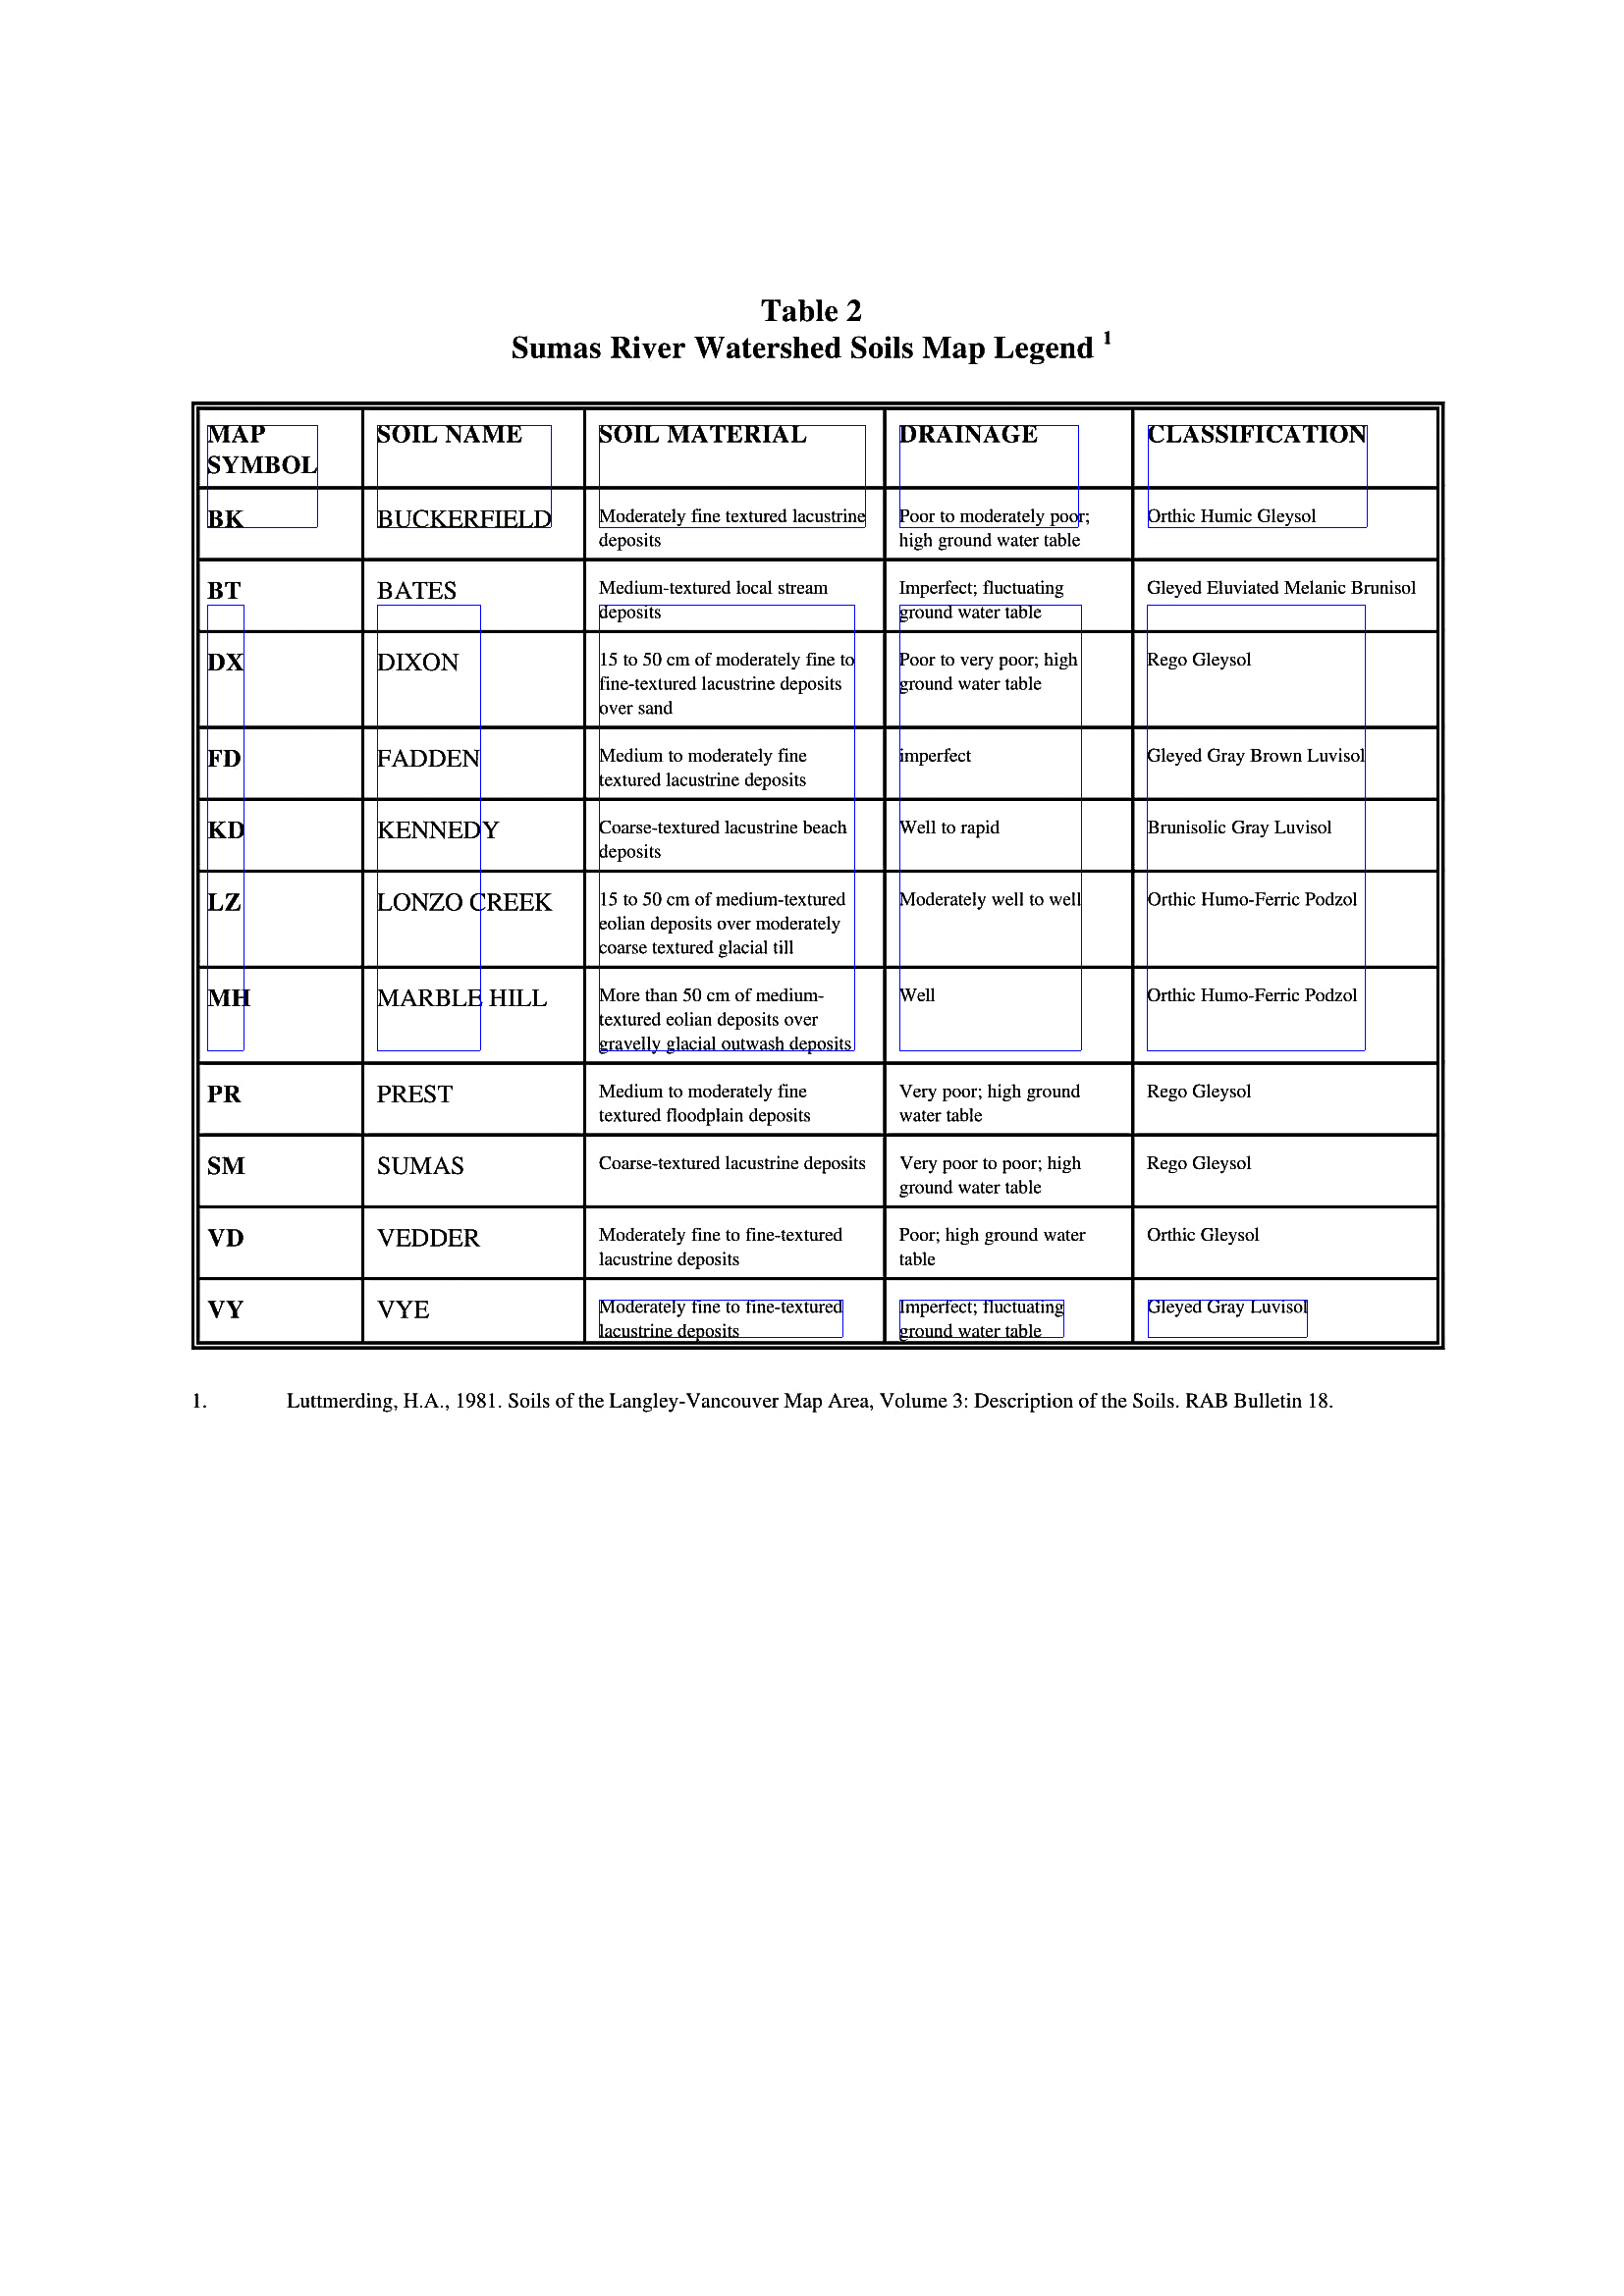 Table 2
Sumas River Watershed Soils Map Legend 1
MAP SYMBOL SOIL NAME SOIL MATERIAL DRAINAGE CLASSIFICATION
BK BUCKERFIELD Moderately fine textured lacustrine deposits Poor to moderately poor; high ground water table Orthic Humic Gleysol
BT BATES Medium-textured local stream deposits Imperfect; fluctuating ground water table Gleyed Eluviated Melanic Brunisol
DX DIXON 15 to 50 cm of moderately fine to fine-textured lacustrine deposits over sand Poor to very poor; high ground water table Rego Gleysol
FD FADDEN Medium to moderately fine textured lacustrine deposits imperfect Gleyed Gray Brown Luvisol
KD KENNEDY Coarse-textured lacustrine beach deposits Well to rapid Brunisolic Gray Luvisol
LZ LONZO CREEK 15 to 50 cm of medium-textured eolian deposits over moderately coarse textured glacial till Moderately well to well Orthic Humo-Ferric Podzol
MH MARBLE HILL More than 50 cm of medium-textured eolian deposits over gravelly glacial outwash deposits Well Orthic Humo-Ferric Podzol
PR PREST Medium to moderately fine textured floodplain deposits Very poor; high ground water table Rego Gleysol
SM SUMAS Coarse-textured lacustrine deposits Very poor to poor; high ground water table Rego Gleysol
VD VEDDER Moderately fine to fine-textured lacustrine deposits Poor; high ground water table Orthic Gleysol
VY VYE Moderately fine to fine-textured lacustrine deposits Imperfect; fluctuating ground water table Gleyed Gray Luvisol
1. Luttmerding, H.A., 1981. Soils of the Langley-Vancouver Map Area, Volume 3: Description of the Soils. RAB Bulletin 18.